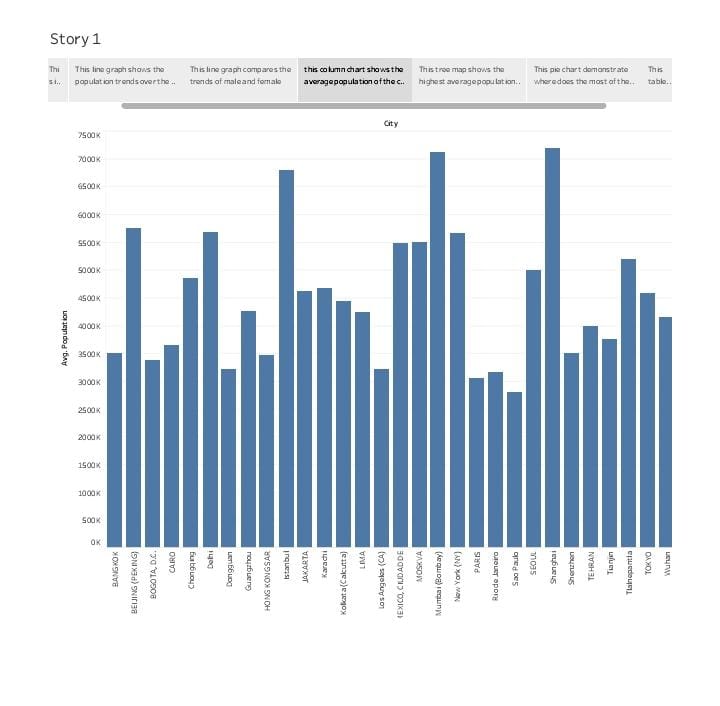 Story 1
Thi
s i..
This line graph shows the
population trends over the ..
This line graph compares the
trends of male and female
this column chart shows the
average population of the c..
This tree map shows the
highest average population..
This pie chart demonstrate
where does the most of the..
This
table..
City
Avg. Population
7500K
7000K
6500K
6000K
5500K
5000K
4500K
4000K
3500K
3000K
2500K
2000K
1500K
1000K
500K
0K
BANGKOK
BEIJING (PEKING)
BOGOTA, D.C.
CAIRO
Chongqing
Delhi
Dongguan
Guangzhou
HONG KONG SAR
Istanbul
JAKARTA
Karachi
Kolkata (Calcutta)
LIMA
Los Angeles (CA)
MEXICO, CIUDAD DE
MOSKVA
Mumbai (Bombay)
New York (NY)
PARIS
Rio de Janeiro
Sao Paulo
SEOUL
Shanghai
Shenzhen
TEHRAN
Tianjin
Tlalnepantla
TOKYO
Wuhan